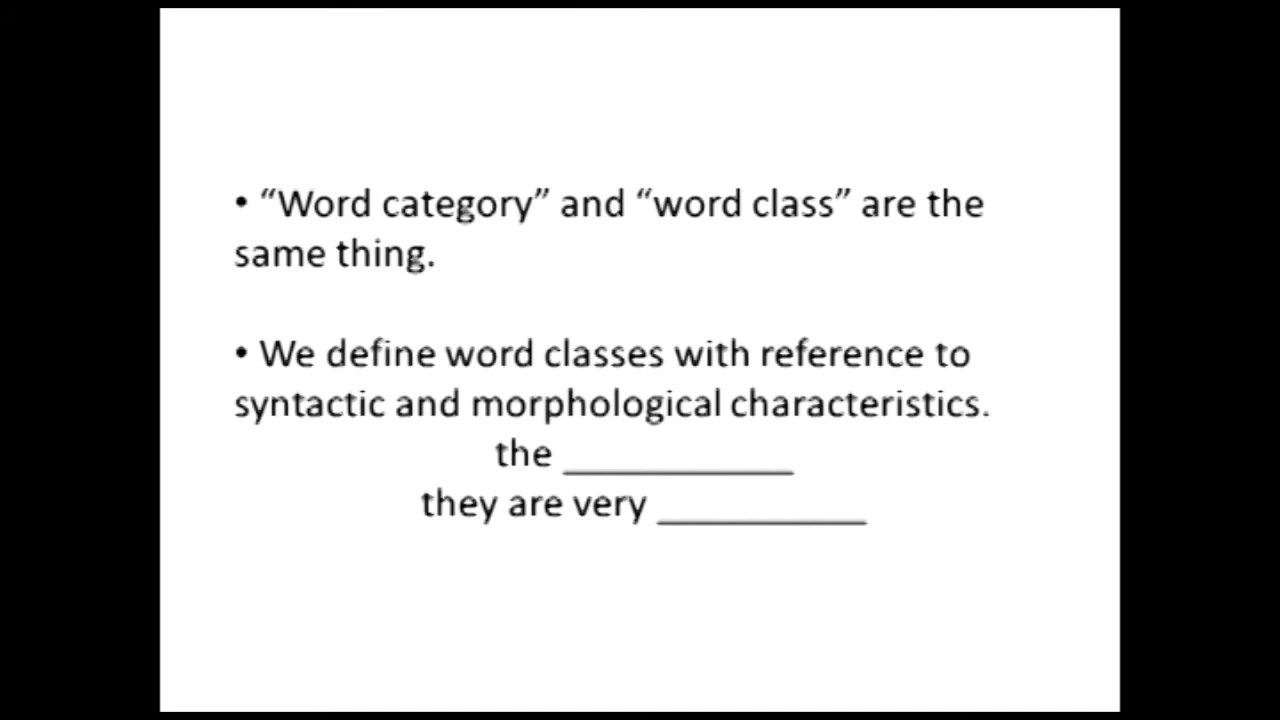 • “Word category” and “word class” are the
same thing.
• We define word classes with reference to
syntactic and morphological characteristics.
the ___________
they are very __________